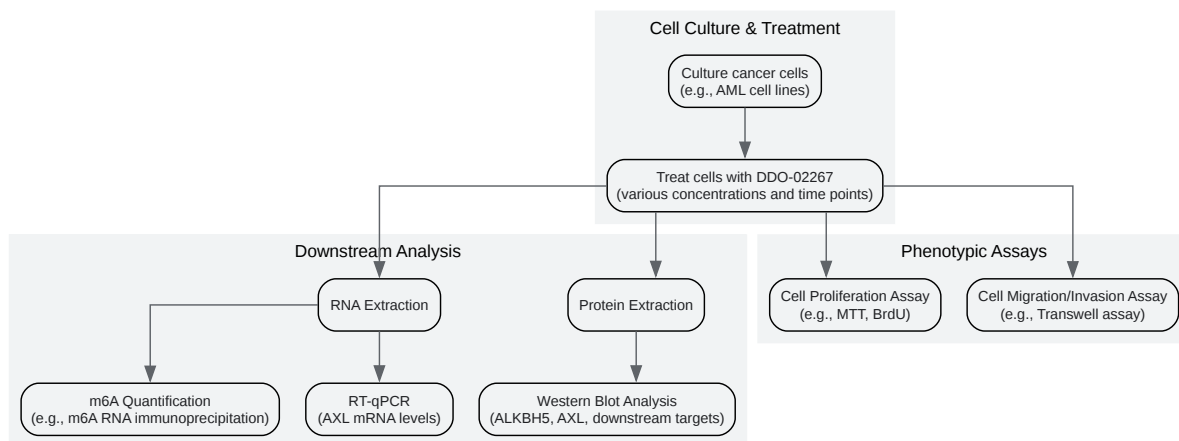 Cell Culture & Treatment
Culture cancer cells
(e.g., AML cell lines)
Treat cells with DDO-02267
(various concentrations and time points)
Downstream Analysis
Phenotypic Assays
RNA Extraction
Protein Extraction
Cell Proliferation Assay
(e.g., MTT, BrdU)
Cell Migration/Invasion Assay
(e.g., Transwell assay)
m6A Quantification
(e.g., m6A RNA immunoprecipitation)
RT-qPCR
(AXL mRNA levels)
Western Blot Analysis
(ALKBH5, AXL, downstream targets)